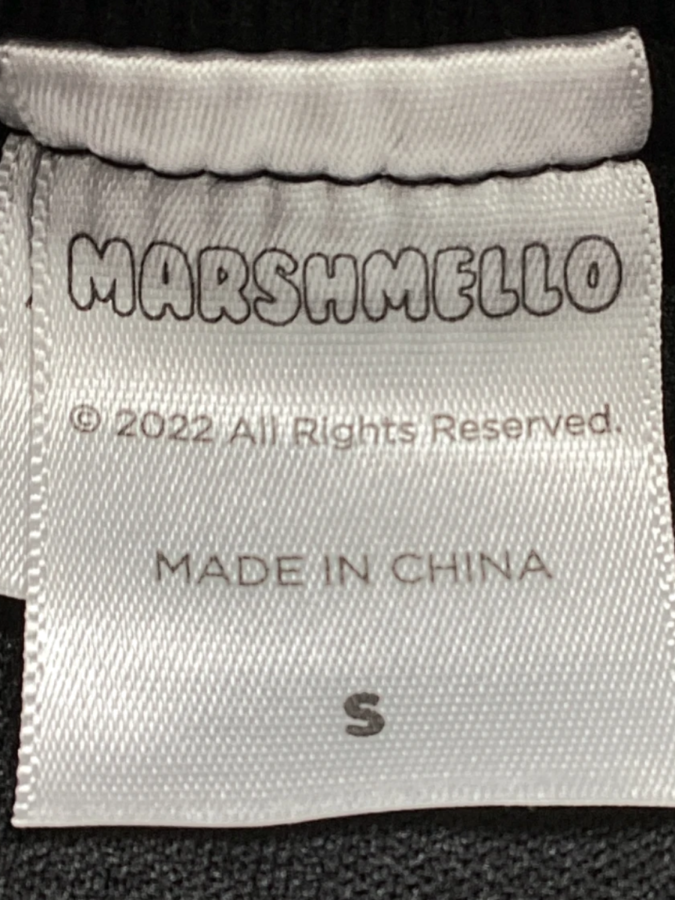 MARSHMELLO
© 2022 All Rights Reserved.
MADE IN CHINA
S